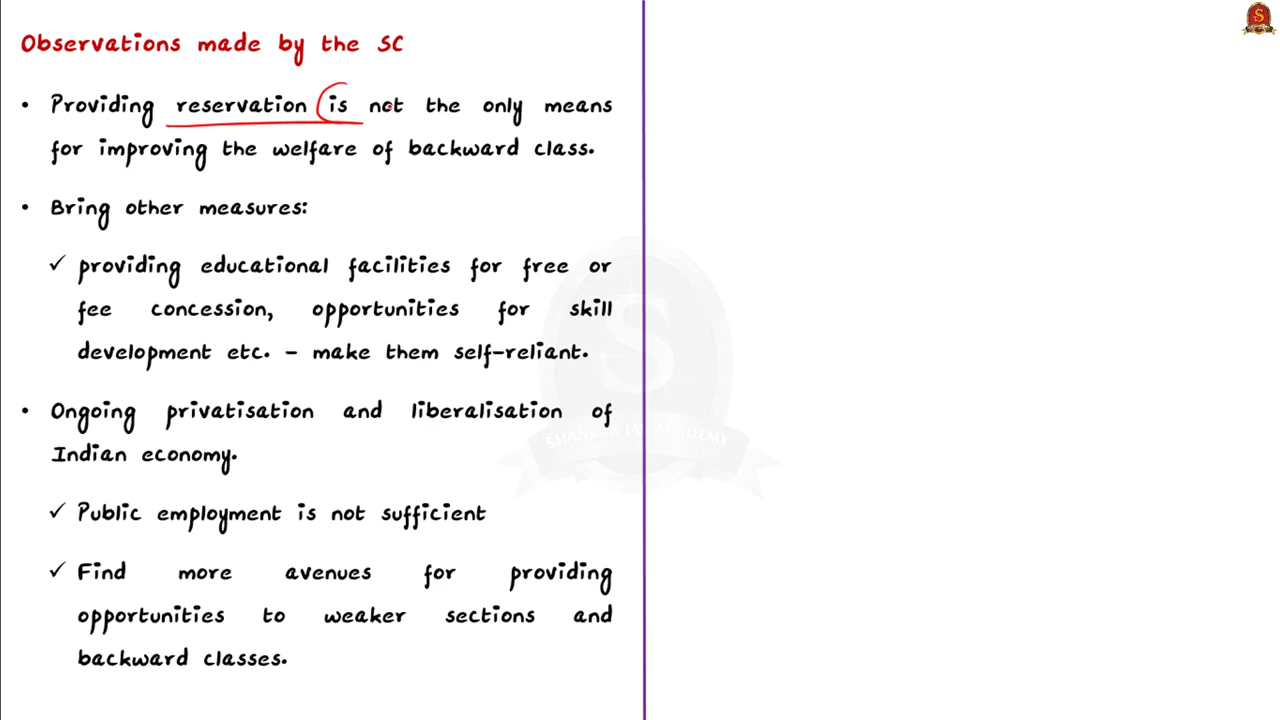 Observations made by the SC
• Providing reservation is not the only means
for improving the welfare of backward class.
• Bring other measures:
✓ providing educational facilities for free or
fee concession, opportunities for skill
development etc. – make them self-reliant.
• Ongoing privatisation and liberalisation of
Indian economy.
✓ Public employment is not sufficient
✓ Find more avenues for providing
opportunities to weaker sections and
backward classes.
S
SHANKAR IAS ACADEMY
S